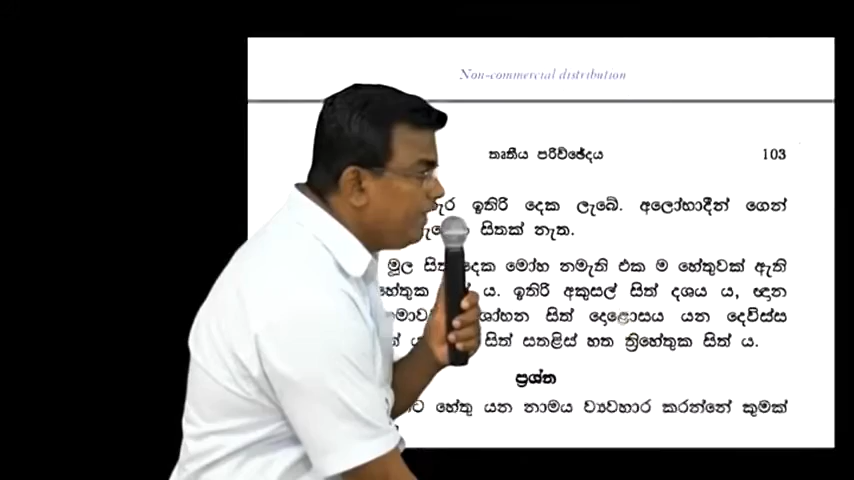 Non-commercial distribution
තෘතීය පරිච්ඡේදය 103
ඉතිරි දෙක ලැබේ. අලෝභාදීන් ගෙන්
සිතක් නැත.
මූල සිත් දෙක මෝහ නමැති එක ම හේතුවක් ඇති
ය. ඉතිරි අකුසල් සිත් දශය ය, ඥාන
ශෝභන සිත් දොළොසය යන දෙවිස්ස
සිත් සතළිස් හත ත්‍රිහේතුක සිත් ය.
ප්‍රශ්න
හේතු යන නාමය ව්‍යවහාර කරන්නේ කුමක්